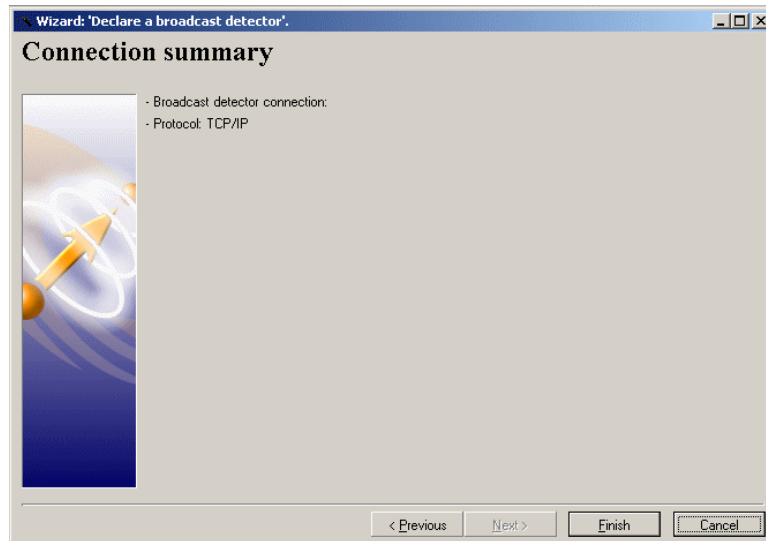 Wizard: 'Declare a broadcast detector'.
Connection summary
- Broadcast detector connection:
- Protocol: TCP/IP
< Previous
Next >
Finish
Cancel